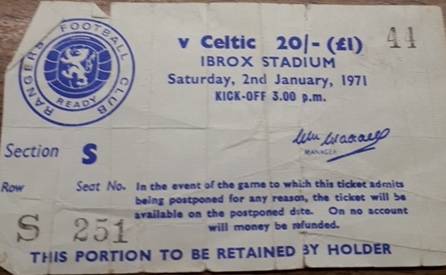 RANGERS FOOTBALL CLUB
READY
v Celtic 20/- (£1) 44
IBROX STADIUM
Saturday, 2nd January, 1971
KICK-OFF 3.00 p.m.
MANAGER
Section S
Row Seat No.
S 251
In the event of the game to which this ticket admits
being postponed for any reason, the ticket will be
available on the postponed date. On no account
will money be refunded.
THIS PORTION TO BE RETAINED BY HOLDER